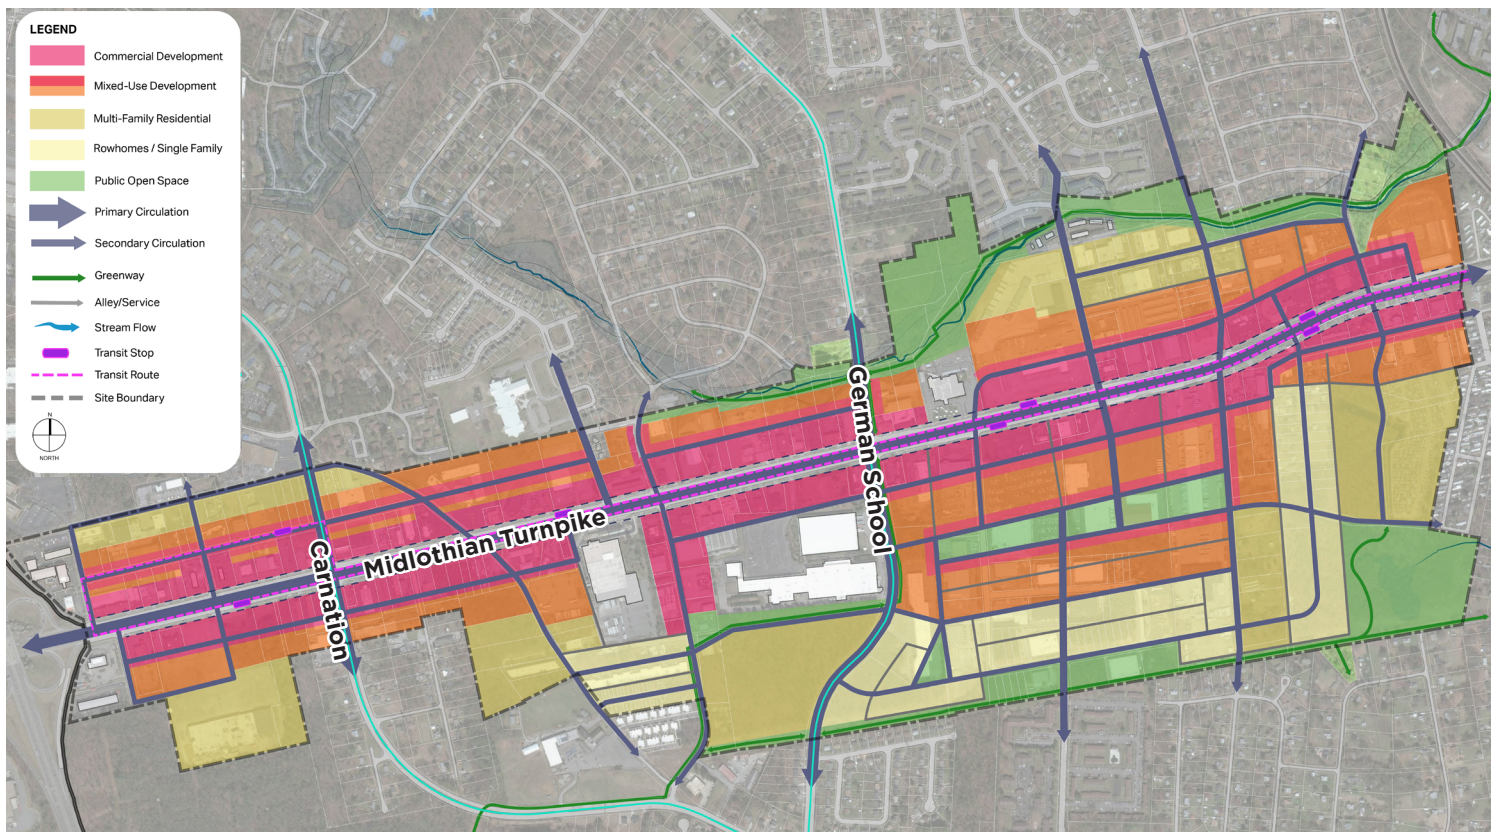 LEGEND
Commercial Development
Mixed-Use Development
Multi-Family Residential
Rowhomes / Single Family
Public Open Space
Primary Circulation
Secondary Circulation
Greenway
Alley/Service
Stream Flow
Transit Stop
Transit Route
Site Boundary
N
NORTH
German School
Midlothian Turnpike
Carnation